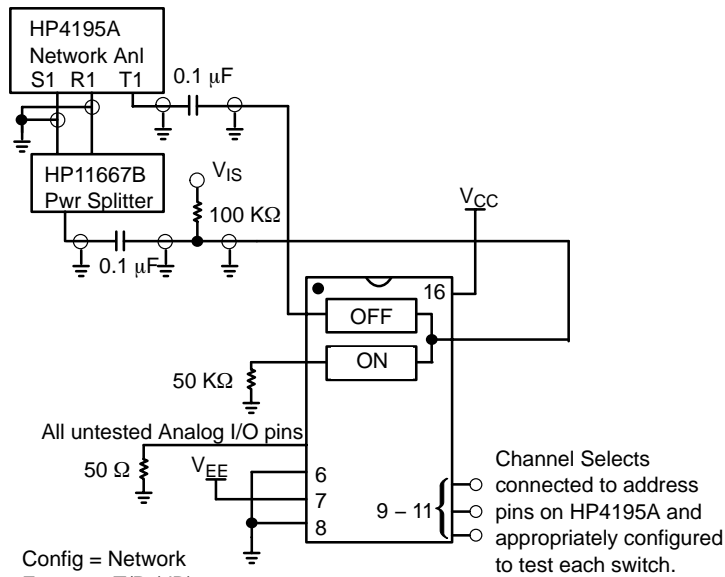 HP4195A
Network Anl
S1 R1 T1
0.1 μF
HP11667B
Pwr Splitter
V_IS
100 KΩ
V_CC
0.1 μF
16
OFF
ON
50 KΩ
All untested Analog I/O pins
50 Ω
V_EE
6
7
8
9 – 11
Channel Selects
connected to address
pins on HP4195A and
appropriately configured
to test each switch.
Config = Network